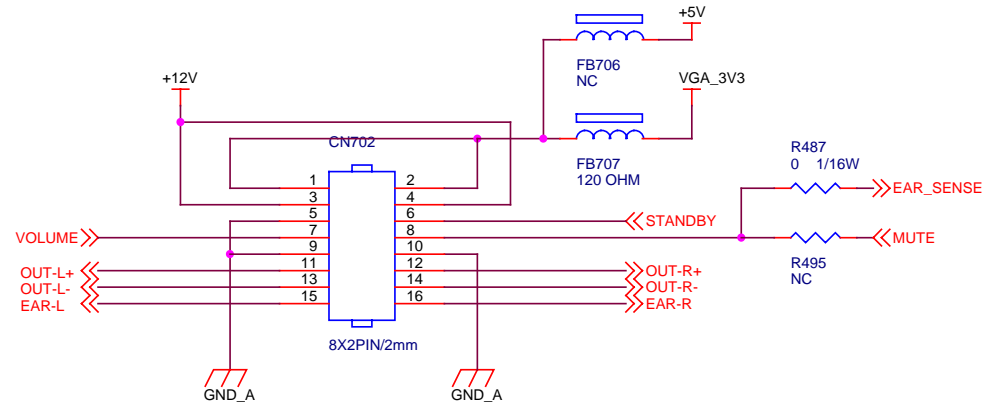 +5V
FB706
NC
+12V
VGA_3V3
CN702
FB707
120 OHM
R487
0 1/16W
EAR_SENSE
1 2
3 4
5 6
STANDBY
VOLUME
7 8
MUTE
9 10
R495
NC
OUT-L+
11 12
OUT-R+
OUT-L-
13 14
OUT-R-
EAR-L
15 16
EAR-R
8X2PIN/2mm
GND_A
GND_A